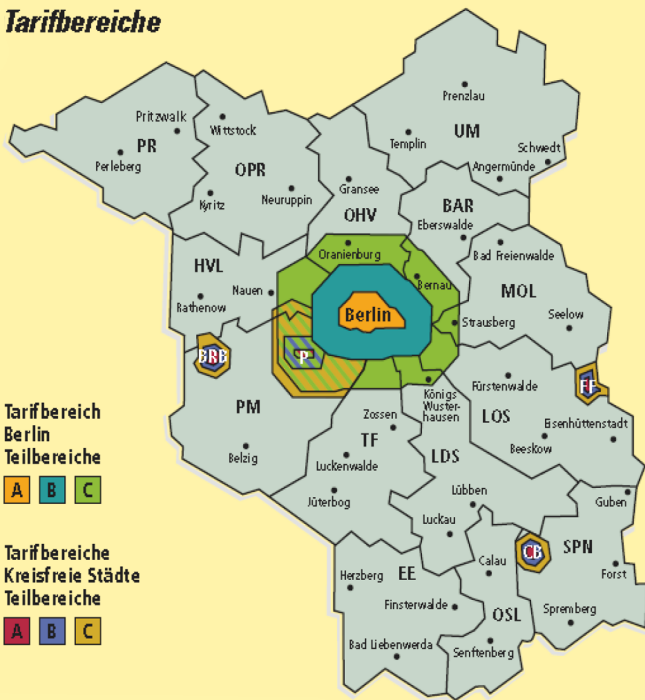 Tarifbereiche
Prenzlau
Pritzwalk
Wittstock
UM
PR
Templin
Schwedt
Perleberg
OPR
Angermünde
Gransee
Kyritz
Neuruppin
BAR
OHV
Eberswalde
Oranienburg
Bad Freienwalde
HVL
Bernau
Nauen
MOL
Rathenow
Berlin
Strausberg
Seelow
BRB
P
Fürstenwalde
FF
Königs
Wuster-
hausen
PM
Tarifbereich
Berlin
Teilbereiche
Zossen
LOS
Eisenhüttenstadt
TF
Beeskow
Belzig
LDS
Luckenwalde
A B C
Jüterbog
Lübben
Guben
Luckau
Tarifbereiche
Kreisfreie Städte
Teilbereiche
CB
SPN
Calau
EE
Forst
Herzberg
Finsterwalde
OSL
Spremberg
A B C
Bad Liebenwerda
Senftenberg